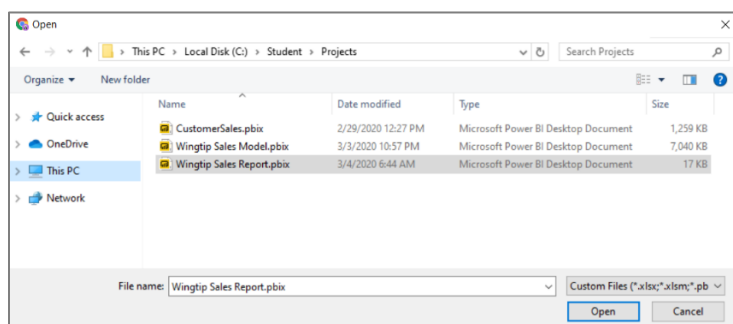 Open
This PC > Local Disk (C:) > Student > Projects
Search Projects
Organize
New folder
Name Date modified Type Size
Quick access
OneDrive
This PC
Network
CustomerSales.pbix 2/29/2020 12:27 PM Microsoft Power BI Desktop Document 1,259 KB
Wingtip Sales Model.pbix 3/3/2020 10:57 PM Microsoft Power BI Desktop Document 7,040 KB
Wingtip Sales Report.pbix 3/4/2020 6:44 AM Microsoft Power BI Desktop Document 17 KB
File name: Wingtip Sales Report.pbix Custom Files (*.xlsx;*.xlsm;*.pb
Open Cancel